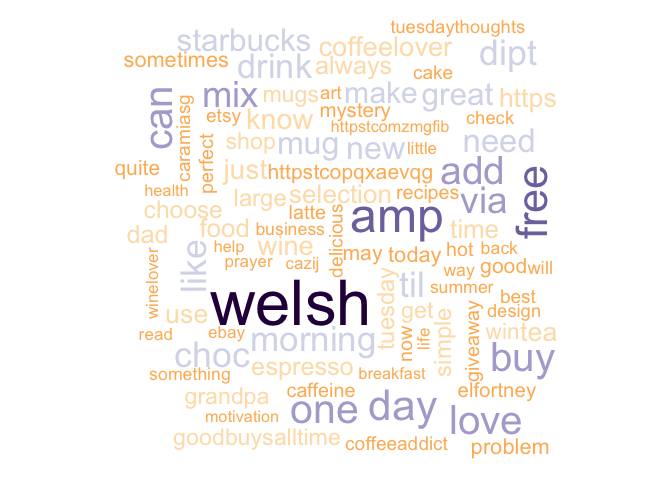 tuesdaythoughts
starbucks coffeelover dipt
sometimes drink always cake
can mix mugs art make great https
caramiasg etsy know mystery httpstcomzmgfib check
perfect shop mug new little need
quite just httpstcopqxaevqg add free
health large selection recipes via
choose latte amp time
dad food business delicious
help wine may today hot back
prayer cazij way good will
winelover like til summer
welsh tuesday get best
use now simple giveaway design
read ebay morning life win tea
choc espresso buy
something breakfast
grandpa caffeine elfortney
motivation one day love
goodbuysalltime coffeeaddict problem